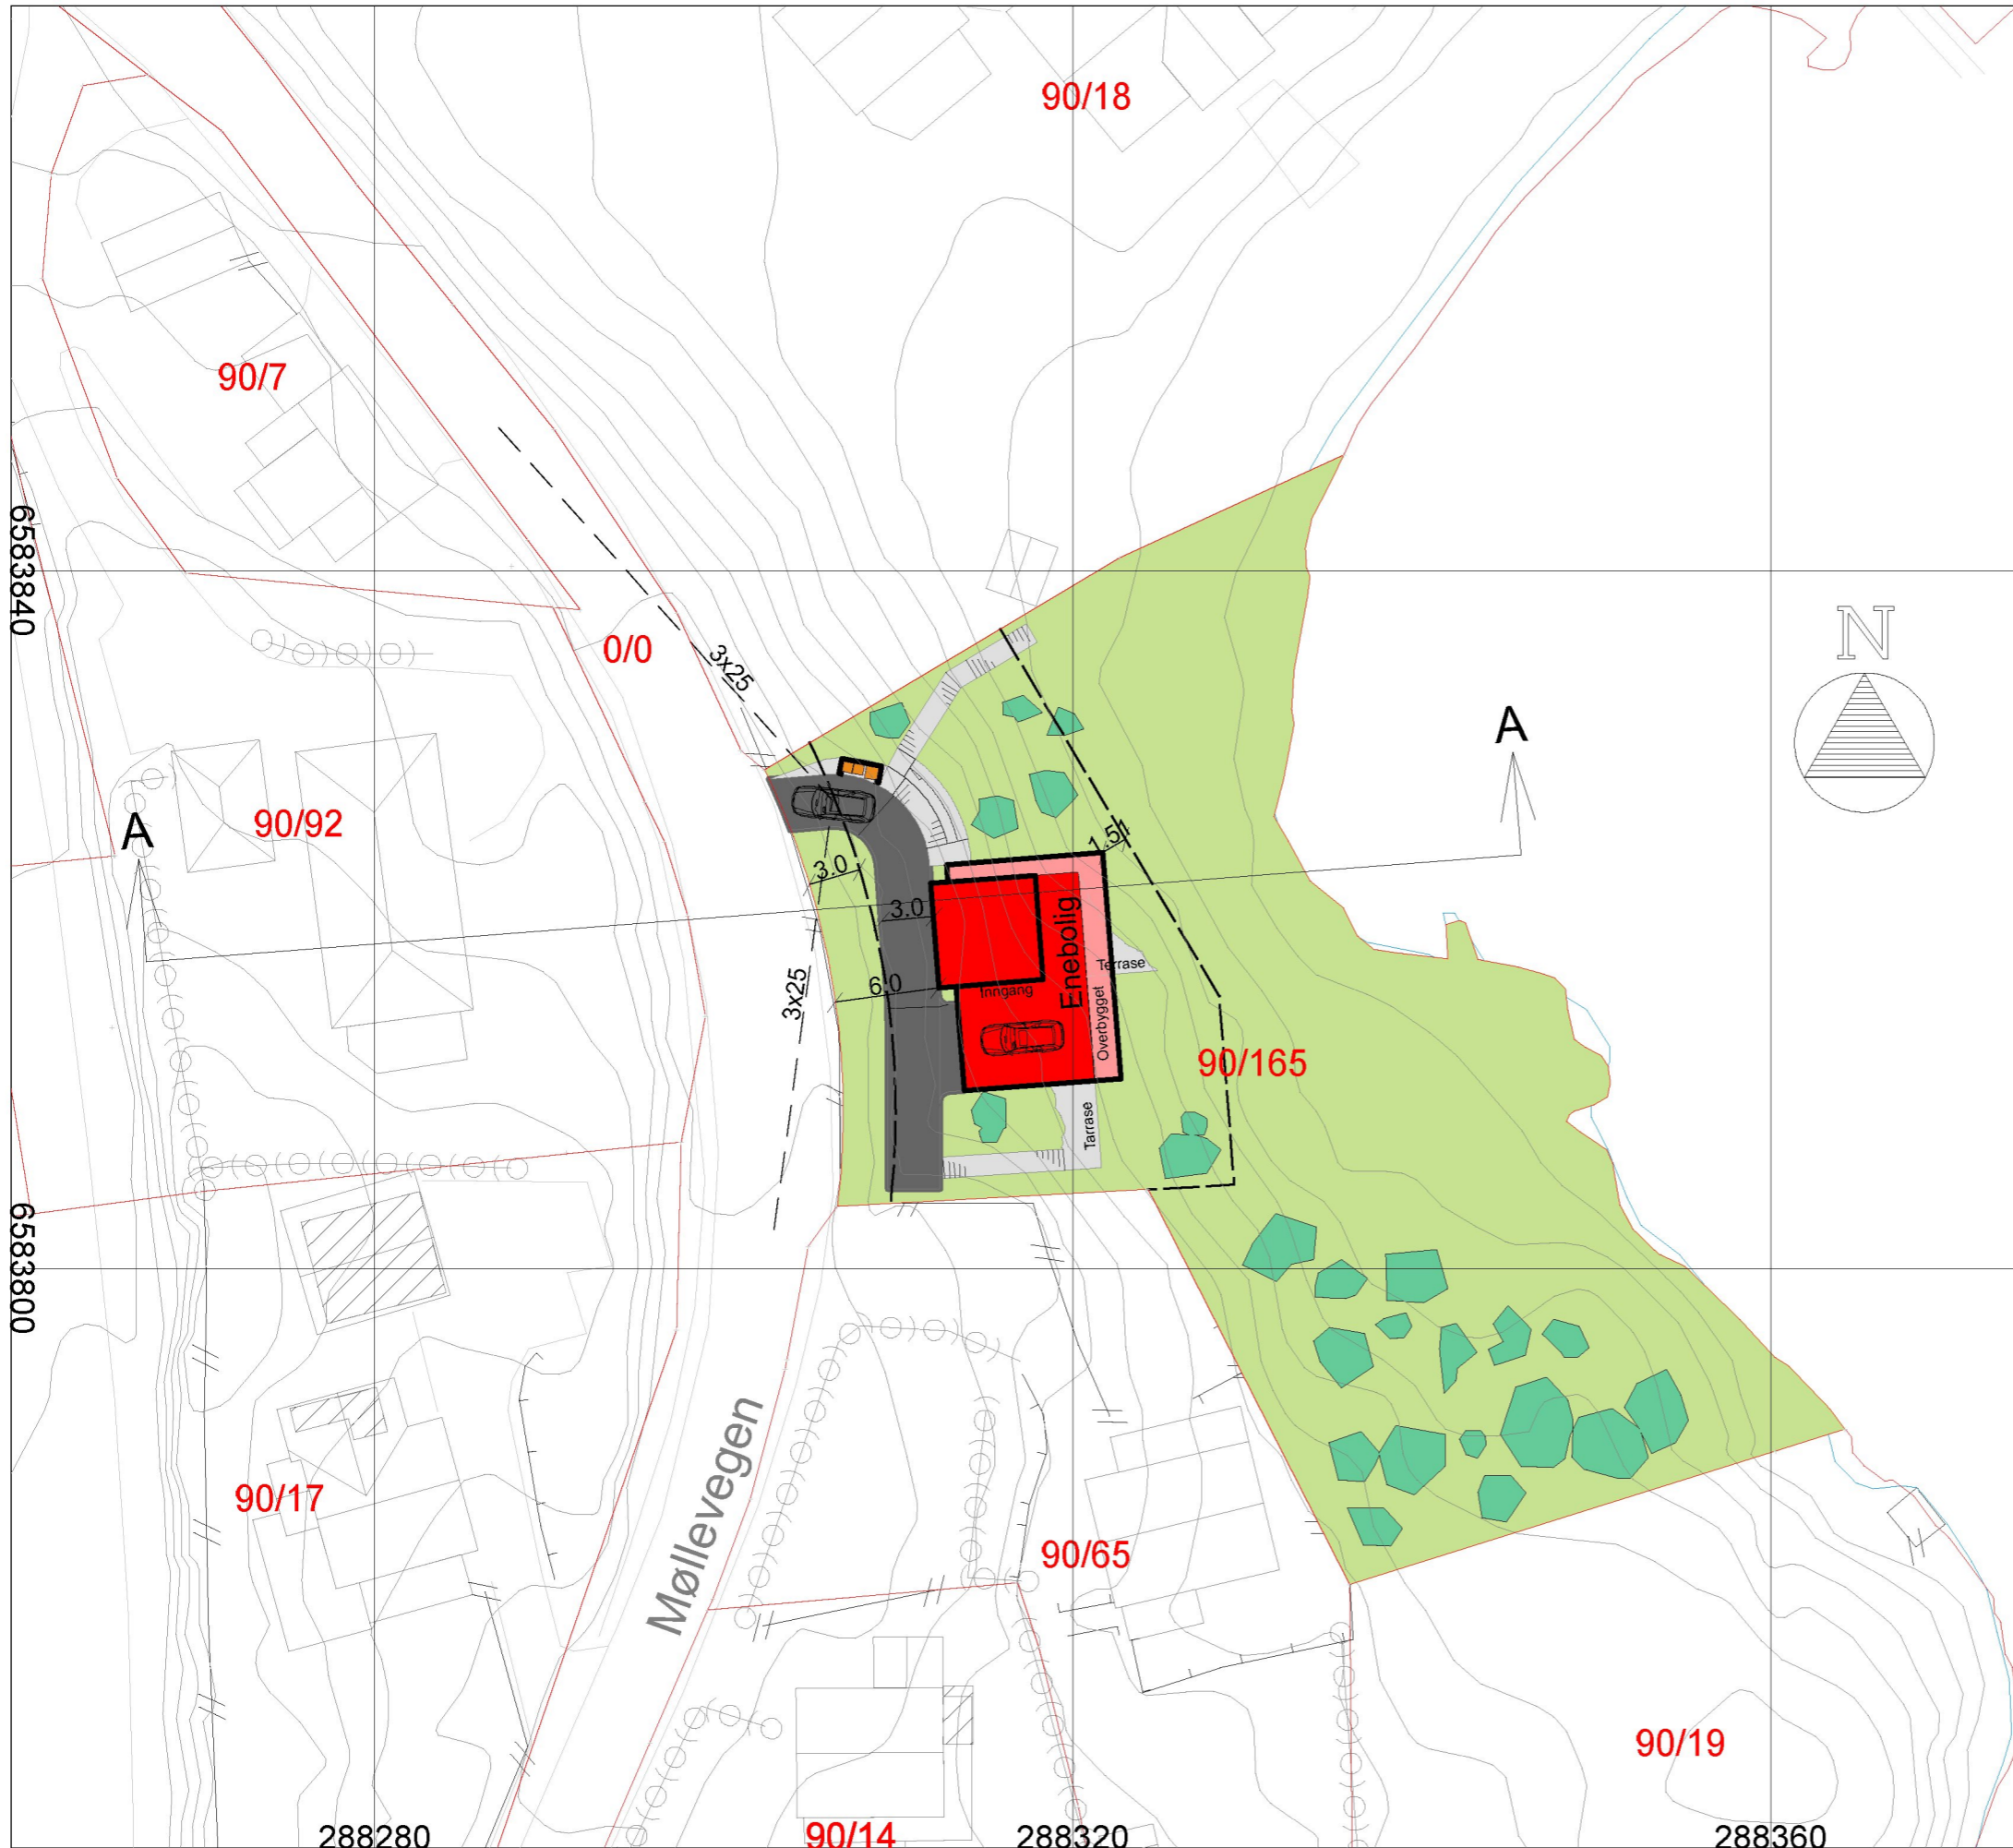 90/18
90/7
6583840
N
0/0
3x25
A
90/92
A
3.0
1.5
3.0
Enebolig
Terrase
3x25
6.0
Inngang
Overbygget
90/165
Tarrase
6583800
Møllevegen
90/17
90/65
90/19
288280
90/14
288320
288360